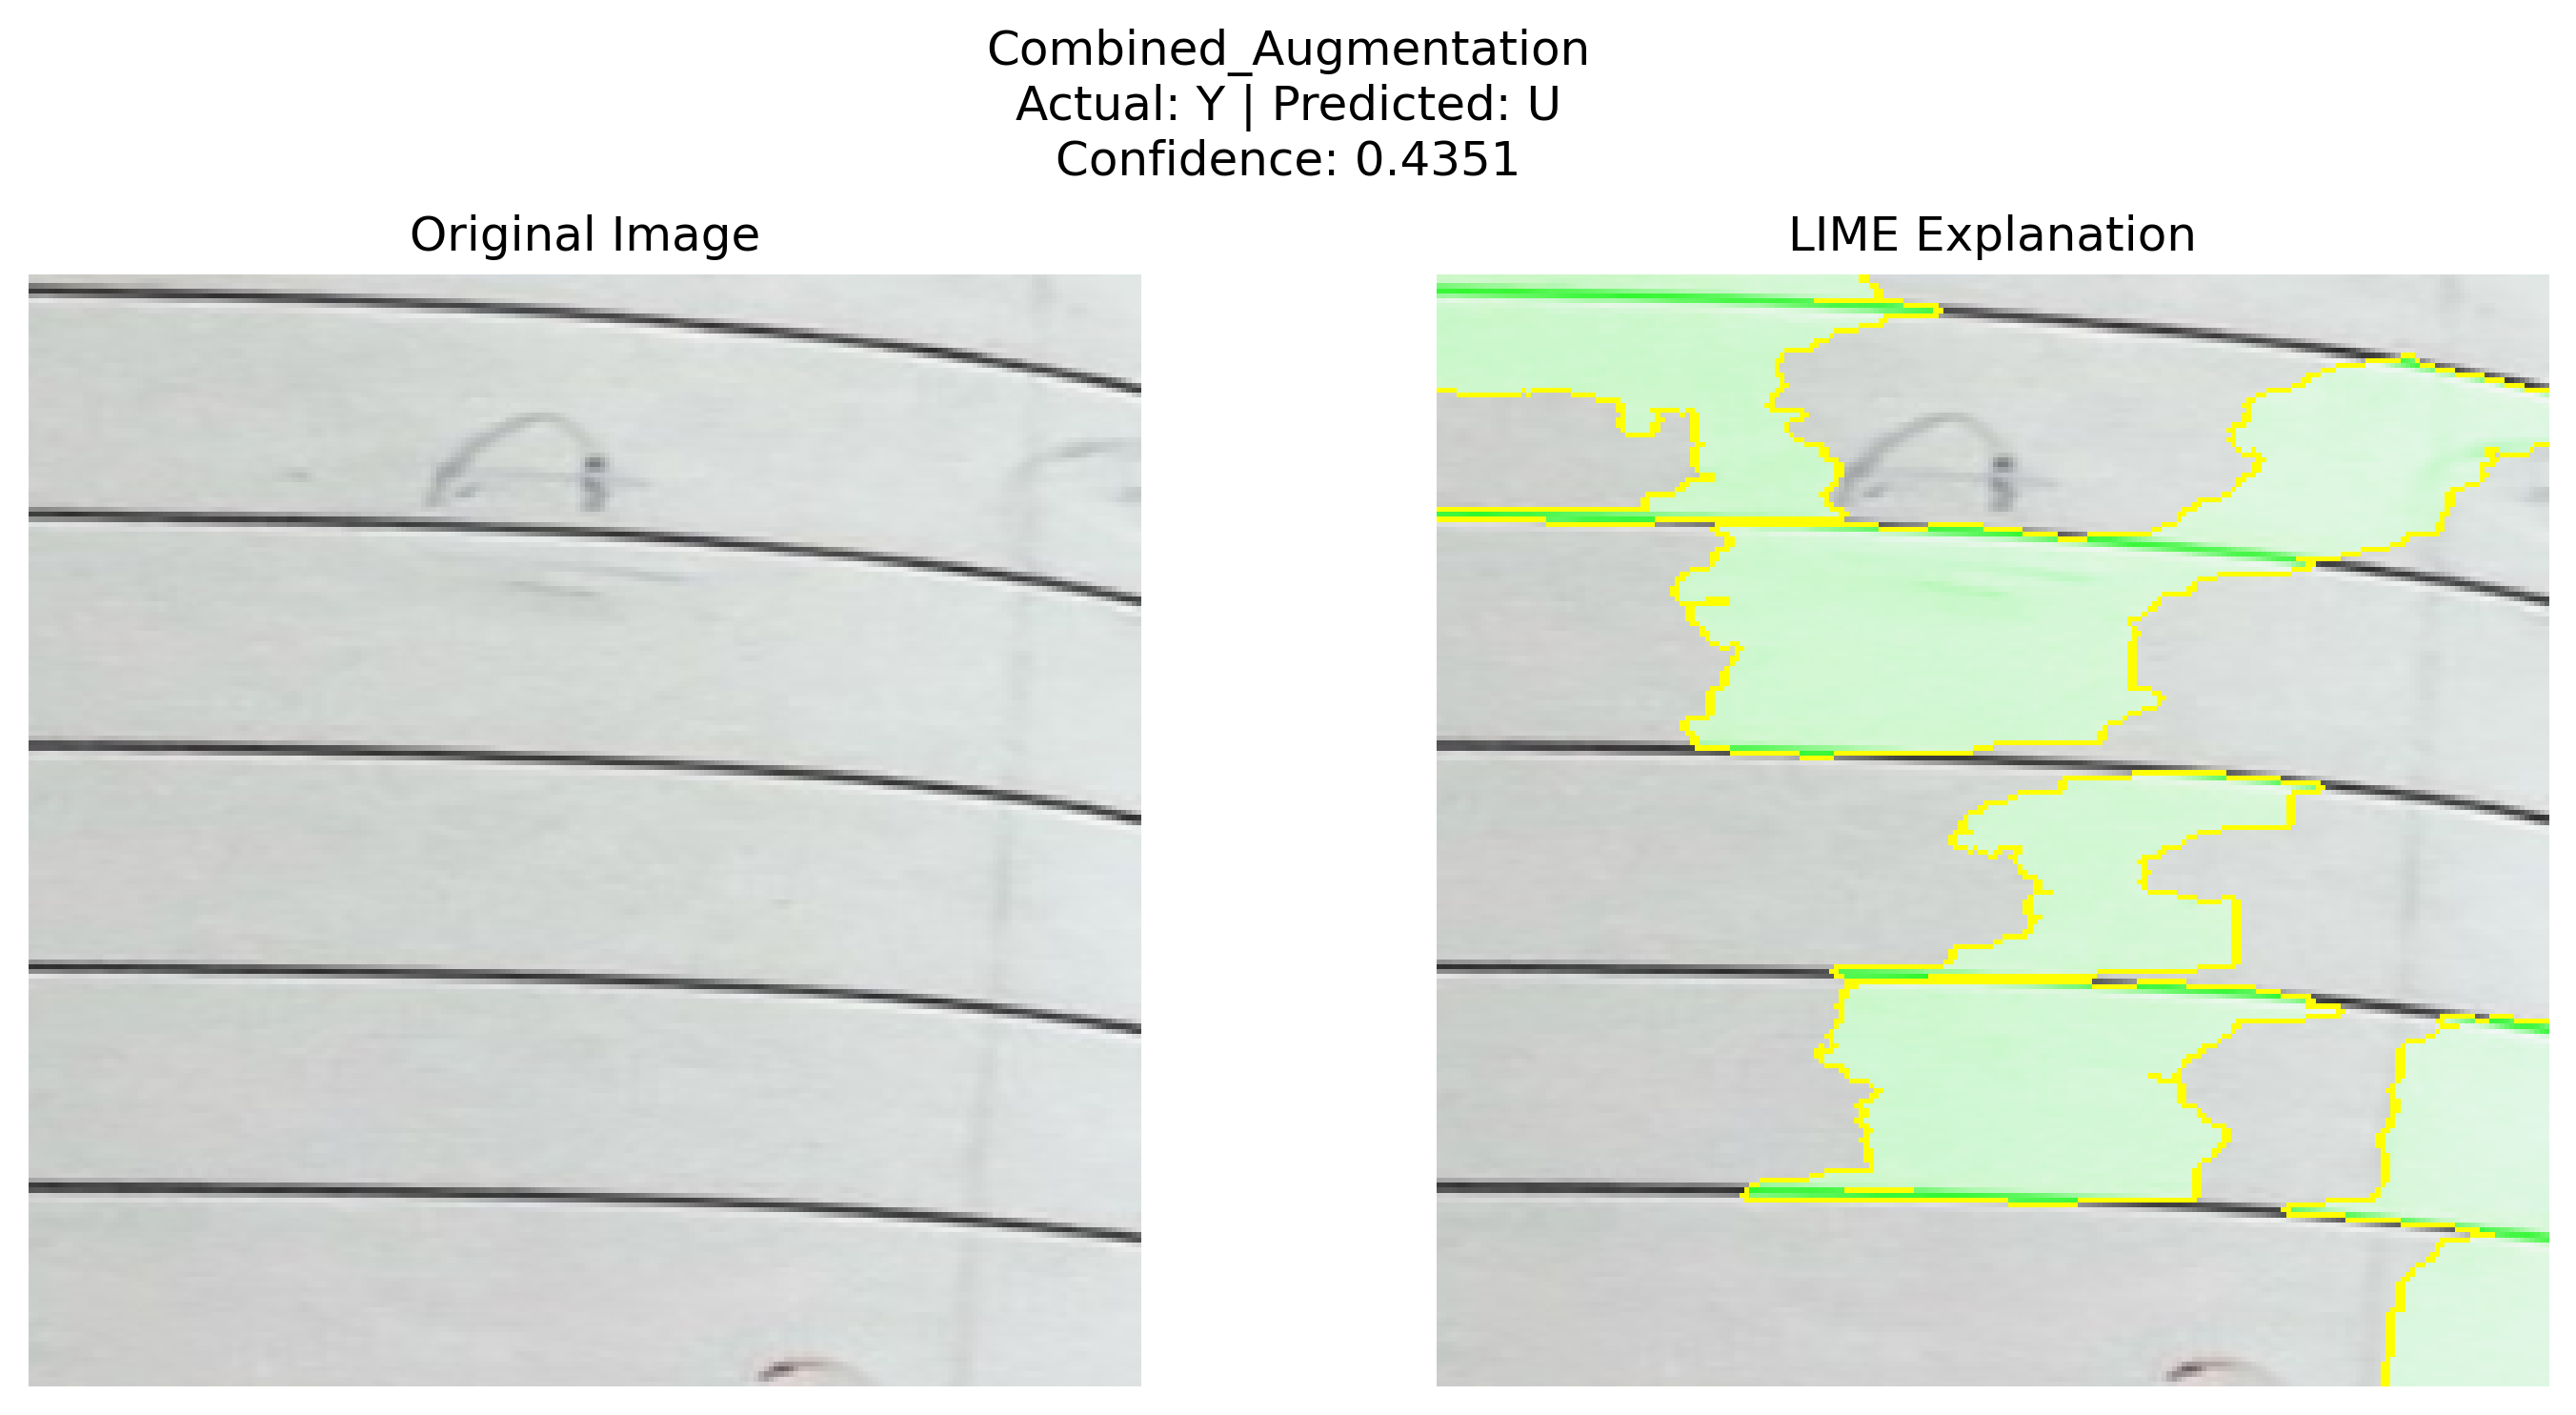 Combined_Augmentation
Actual: Y | Predicted: U
Confidence: 0.4351
Original Image
LIME Explanation